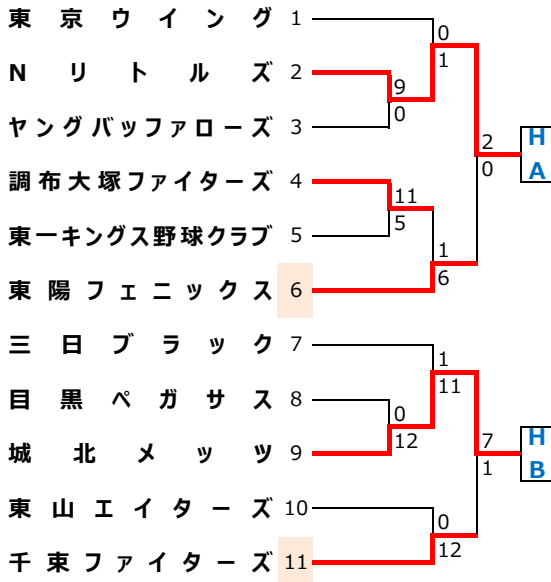 東京ウイング 1
0
Nリトルズ 2
1
9
ヤングバッファローズ 3
0
2
H
調布大塚ファイターズ 4
0
A
11
東一キングス野球クラブ 5
5
1
東陽フェニックス 6
6
三日ブラック 7
1
目黒ペガサス 8
11
0
城北メッツ 9
12
7
H
1
B
東山エイターズ 10
0
千束ファイターズ 11
12